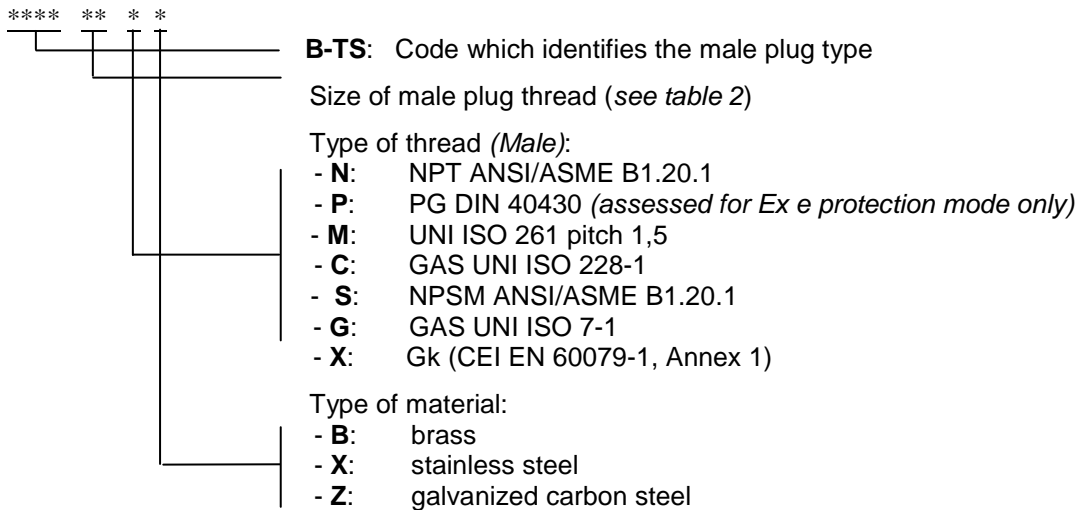 **** ** * *
B-TS: Code which identifies the male plug type
Size of male plug thread (see table 2)
Type of thread (Male):
- N: NPT ANSI/ASME B1.20.1
- P: PG DIN 40430 (assessed for Ex e protection mode only)
- M: UNI ISO 261 pitch 1,5
- C: GAS UNI ISO 228-1
- S: NPSM ANSI/ASME B1.20.1
- G: GAS UNI ISO 7-1
- X: Gk (CEI EN 60079-1, Annex 1)
Type of material:
- B: brass
- X: stainless steel
- Z: galvanized carbon steel